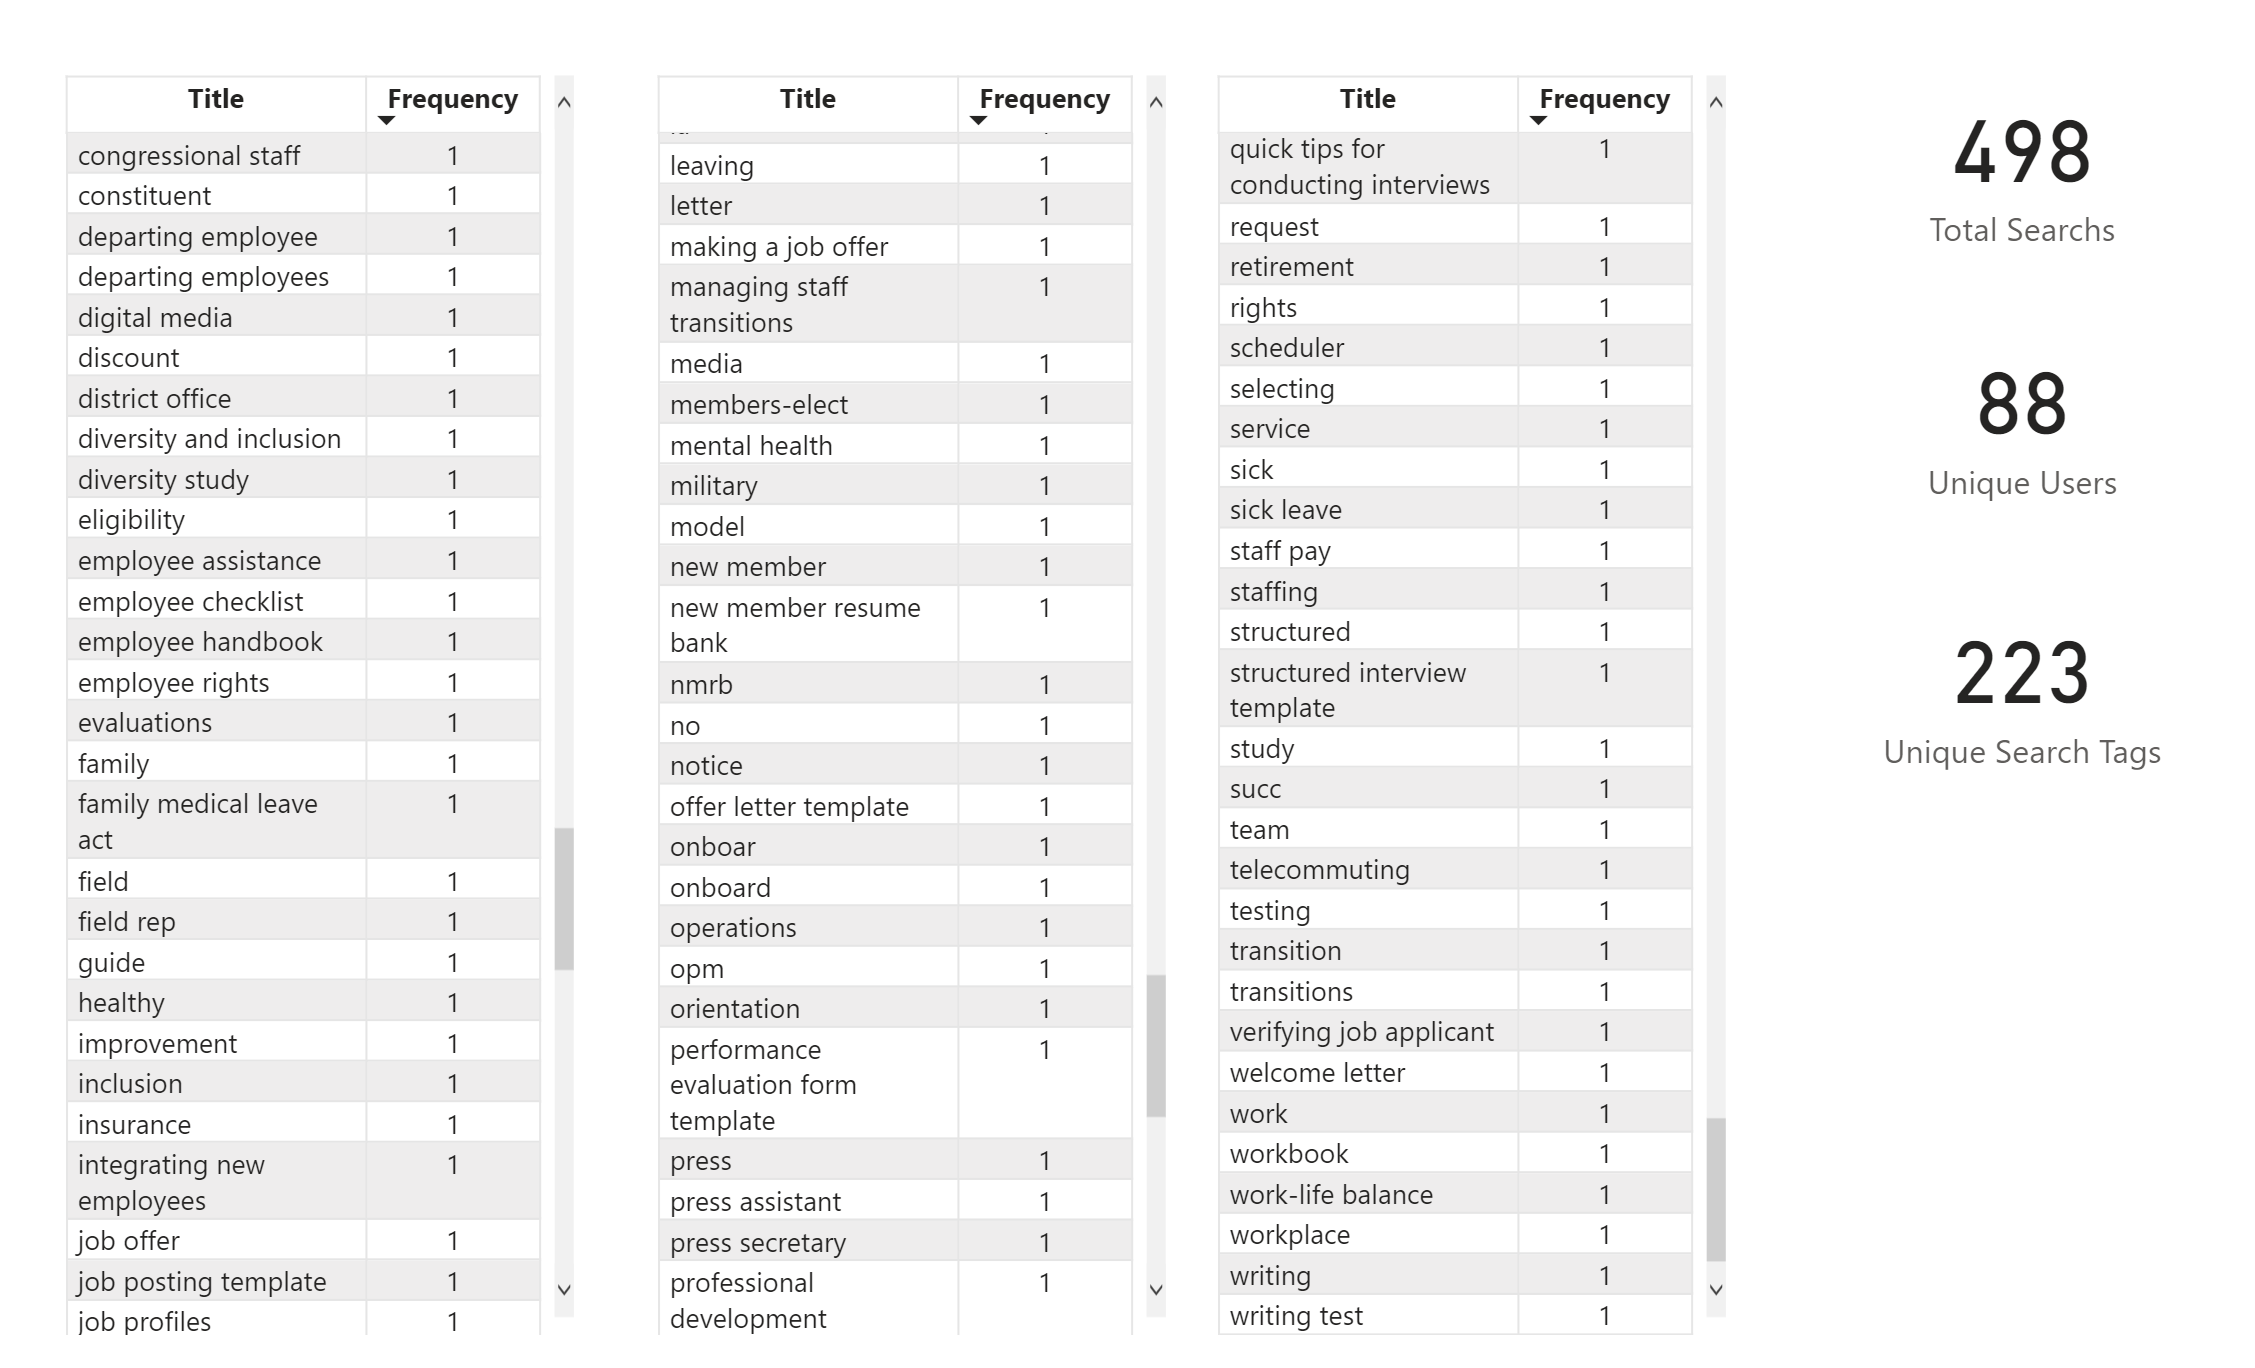 Title Frequency
congressional staff 1
constituent 1
departing employee 1
departing employees 1
digital media 1
discount 1
district office 1
diversity and inclusion 1
diversity study 1
eligibility 1
employee assistance 1
employee checklist 1
employee handbook 1
employee rights 1
evaluations 1
family 1
family medical leave 1
act
field 1
field rep 1
guide 1
healthy 1
improvement 1
inclusion 1
insurance 1
integrating new 1
employees
job offer 1
job posting template 1
job profiles 1
Title Frequency
leaving 1
letter 1
making a job offer 1
managing staff 1
transitions
media 1
members-elect 1
mental health 1
military 1
model 1
new member 1
new member resume 1
bank
nmrb 1
no 1
notice 1
offer letter template 1
onboar 1
onboard 1
operations 1
opm 1
orientation 1
performance 1
evaluation form
template
press 1
press assistant 1
press secretary 1
professional 1
development
Title Frequency
quick tips for 1
conducting interviews
request 1
retirement 1
rights 1
scheduler 1
selecting 1
service 1
sick 1
sick leave 1
staff pay 1
staffing 1
structured 1
structured interview 1
template
study 1
succ 1
team 1
telecommuting 1
testing 1
transition 1
transitions 1
verifying job applicant 1
welcome letter 1
work 1
workbook 1
work-life balance 1
workplace 1
writing 1
writing test 1
498
Total Searchs
88
Unique Users
223
Unique Search Tags